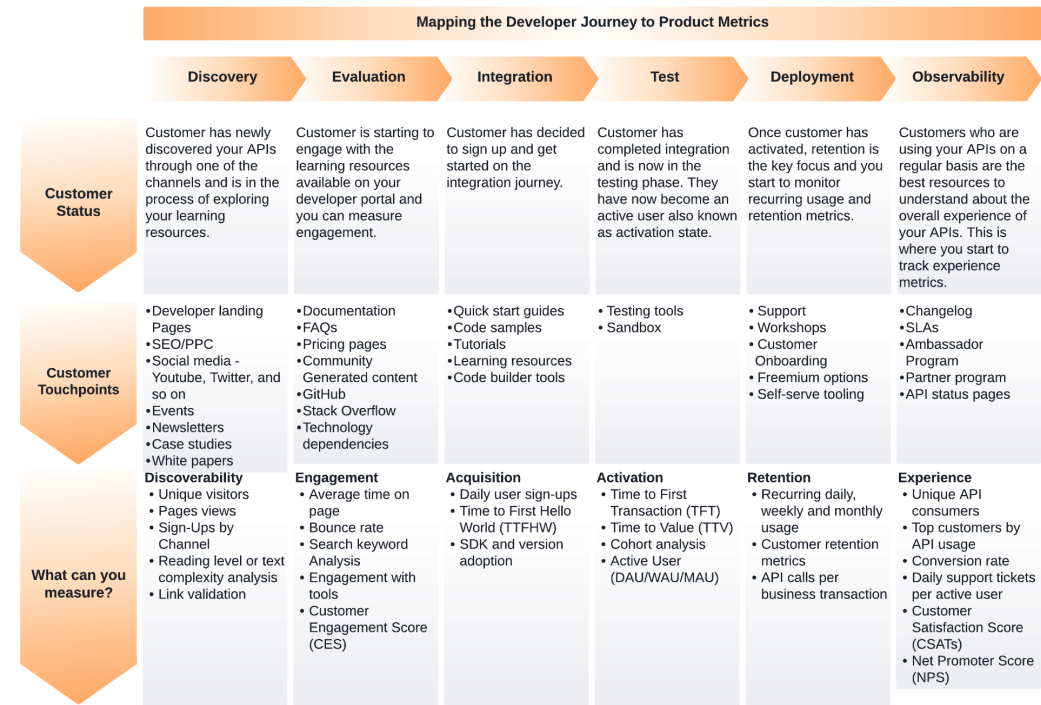 Mapping the Developer Journey to Product Metrics
Discovery
Evaluation
Integration
Test
Deployment
Observability
Customer
Status
Customer has newly
discovered your APIs
through one of the
channels and is in the
process of exploring
your learning
resources.
Customer is starting to
engage with the
learning resources
available on your
developer portal and
you can measure
engagement.
Customer has decided
to sign up and get
started on the
integration journey.
Customer has
completed integration
and is now in the
testing phase. They
have now become an
active user also known
as activation state.
Once customer has
activated, retention is
the key focus and you
start to monitor
recurring usage and
retention metrics.
Customers who are
using your APIs on a
regular basis are the
best resources to
understand about the
overall experience of
your APIs. This is
where you start to
track experience
metrics.
Customer
Touchpoints
•Developer landing
Pages
•SEO/PPC
•Social media -
Youtube, Twitter, and
so on
•Events
•Newsletters
•Case studies
•White papers
•Documentation
•FAQs
•Pricing pages
•Community
Generated content
•GitHub
•Stack Overflow
•Technology
dependencies
•Quick start guides
•Code samples
•Tutorials
•Learning resources
•Code builder tools
• Testing tools
• Sandbox
• Support
• Workshops
• Customer
Onboarding
• Freemium options
• Self-serve tooling
•Changelog
•SLAs
•Ambassador
Program
•Partner program
•API status pages
What can you
measure?
Discoverability
• Unique visitors
• Pages views
• Sign-Ups by
Channel
• Reading level or text
complexity analysis
• Link validation
Engagement
• Average time on
page
• Bounce rate
• Search keyword
Analysis
• Engagement with
tools
• Customer
Engagement Score
(CES)
Acquisition
• Daily user sign-ups
• Time to First Hello
World (TTFHW)
• SDK and version
adoption
Activation
• Time to First
Transaction (TFT)
• Time to Value (TTV)
• Cohort analysis
• Active User
(DAU/WAU/MAU)
Retention
• Recurring daily,
weekly and monthly
usage
• Customer retention
metrics
• API calls per
business transaction
Experience
• Unique API
consumers
• Top customers by
API usage
• Conversion rate
• Daily support tickets
per active user
• Customer
Satisfaction Score
(CSATs)
• Net Promoter Score
(NPS)